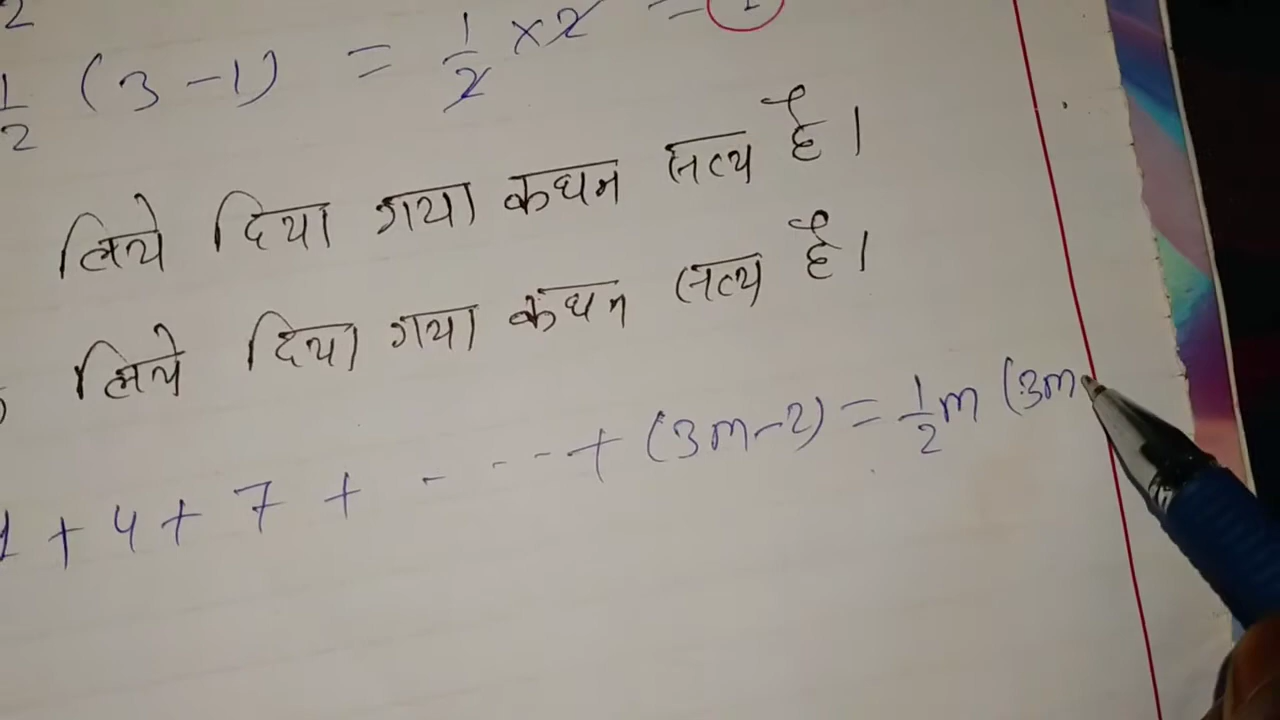 2
1/2 (3-1) = 1/2 × 2 = 1
लिये दिया गया कथन सत्य है।
लिये दिया गया कथन सत्य है।
1 + 4 + 7 + - - - - + (3m-2) = 1/2 m (3m